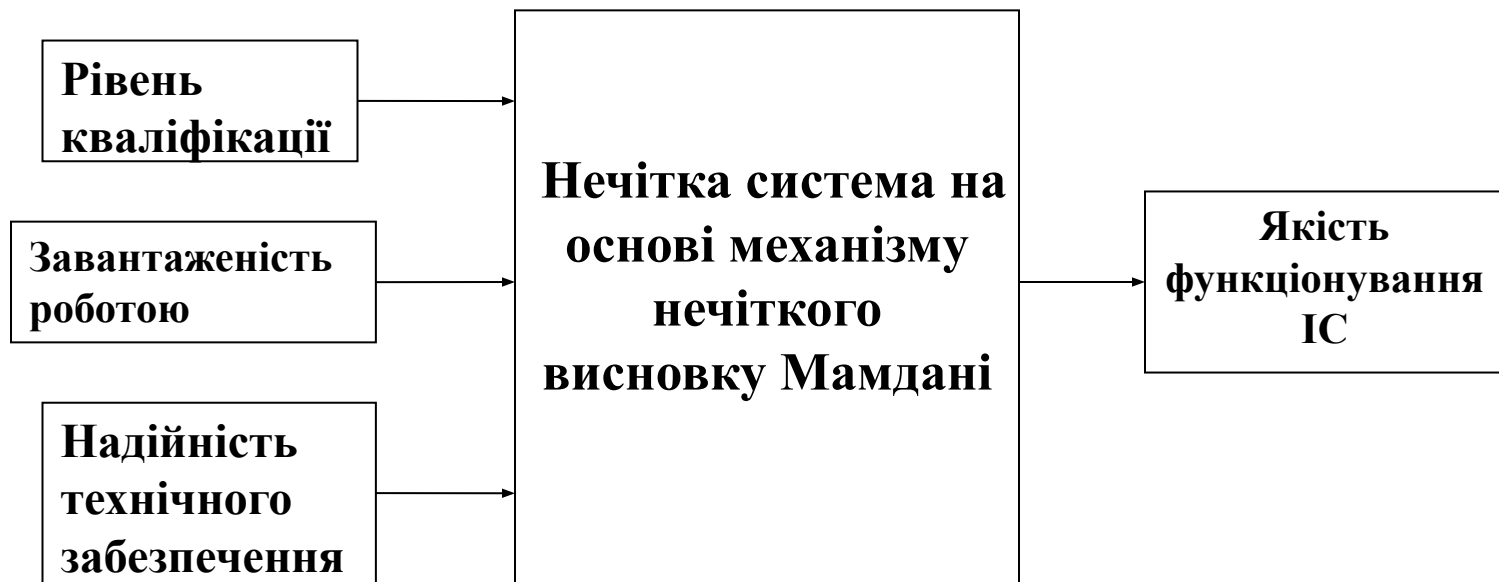 Рівень
кваліфікації
Завантаженість
роботою
Надійність
технічного
забезпечення
Нечітка система на
основі механізму
нечіткого
висновку Мамдані
Якість
функціонування
ІС